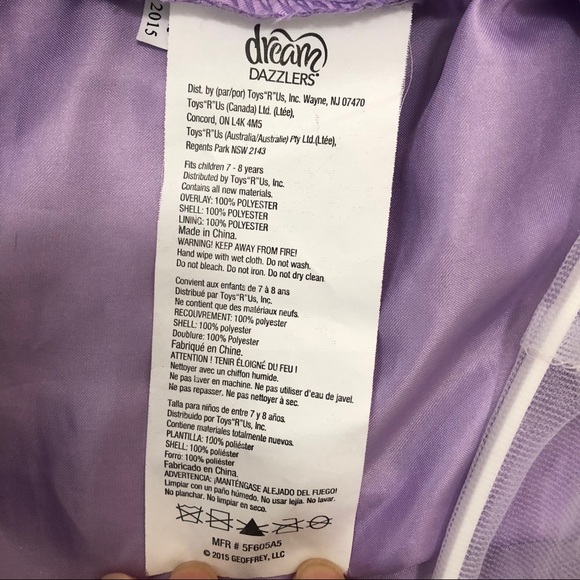 2015
dream
DAZZLERS®
Dist. by (par/por) Toys"R"Us, Inc. Wayne, NJ 07470
Toys"R"Us (Canada) Ltd. (Ltée),
Concord, ON L4K 4M5
Toys"R"Us (Australia/Australie) Pty Ltd.(Ltée),
Regents Park NSW 2143
Fits children 7 - 8 years
Distributed by Toys"R"Us, Inc.
Contains all new materials.
OVERLAY: 100% POLYESTER
SHELL: 100% POLYESTER
LINING: 100% POLYESTER
Made in China.
WARNING! KEEP AWAY FROM FIRE!
Hand wipe with wet cloth. Do not wash.
Do not bleach. Do not iron. Do not dry clean.
Convient aux enfants de 7 à 8 ans
Distribué par Toys"R"Us, Inc.
Ne contient que des matériaux neufs.
RECOUVREMENT: 100% polyester
SHELL: 100% polyester
Doublure: 100% Polyester
Fabriqué en Chine.
ATTENTION ! TENIR ÉLOIGNÉ DU FEU !
Nettoyer avec un chiffon humide.
Ne pas laver en machine. Ne pas utiliser d'eau de javel.
Ne pas repasser. Ne pas nettoyer à sec.
Talla para niños de entre 7 y 8 años.
Distribuido por Toys"R"Us, Inc.
Contiene materiales totalmente nuevos.
PLANTILLA: 100% poliéster
SHELL: 100% poliéster
Forro: 100% poliéster
Fabricado en China.
ADVERTENCIA: ¡MANTÉNGASE ALEJADO DEL FUEGO!
Limpiar con un paño húmedo. No usar lejía. No lavar.
No planchar. No limpiar en seco.
MFR # 5F605A5
© 2015 GEOFFREY, LLC